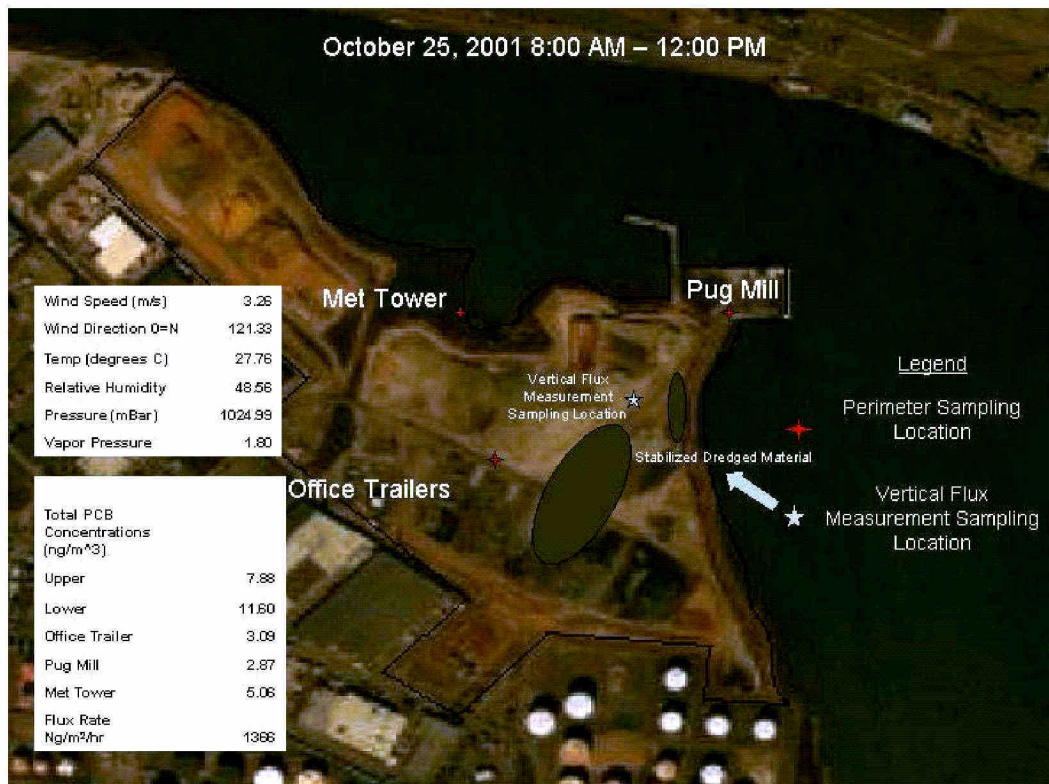 October 25, 2001 8:00 AM – 12:00 PM
Met Tower
Pug Mill
Wind Speed (m/s) 3.26
Wind Direction 0=N 121.33
Temp (degrees C) 27.76
Relative Humidity 48.56
Pressure (mBar) 1024.99
Vapor Pressure 1.80
Vertical Flux
Measurement
Sampling Location
Stabilized Dredged Material
Office Trailers
Legend
Perimeter Sampling
Location
Vertical Flux
Measurement Sampling
Location
Total PCB
Concentrations
(ng/m^3)
Upper 7.88
Lower 11.60
Office Trailer 3.09
Pug Mill 2.87
Met Tower 5.06
Flux Rate
Ng/m²/hr 1366